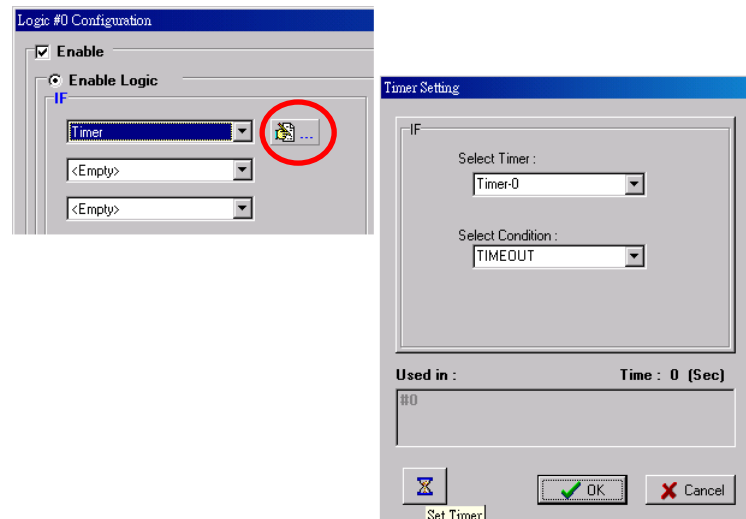 Logic #0 Configuration
Enable
Enable Logic
IF
Timer
...
<Empty>
<Empty>
Timer Setting
IF
Select Timer :
Timer-0
Select Condition :
TIMEOUT
Used in :
Time : 0 (Sec)
#0
OK
Cancel
Set Timer